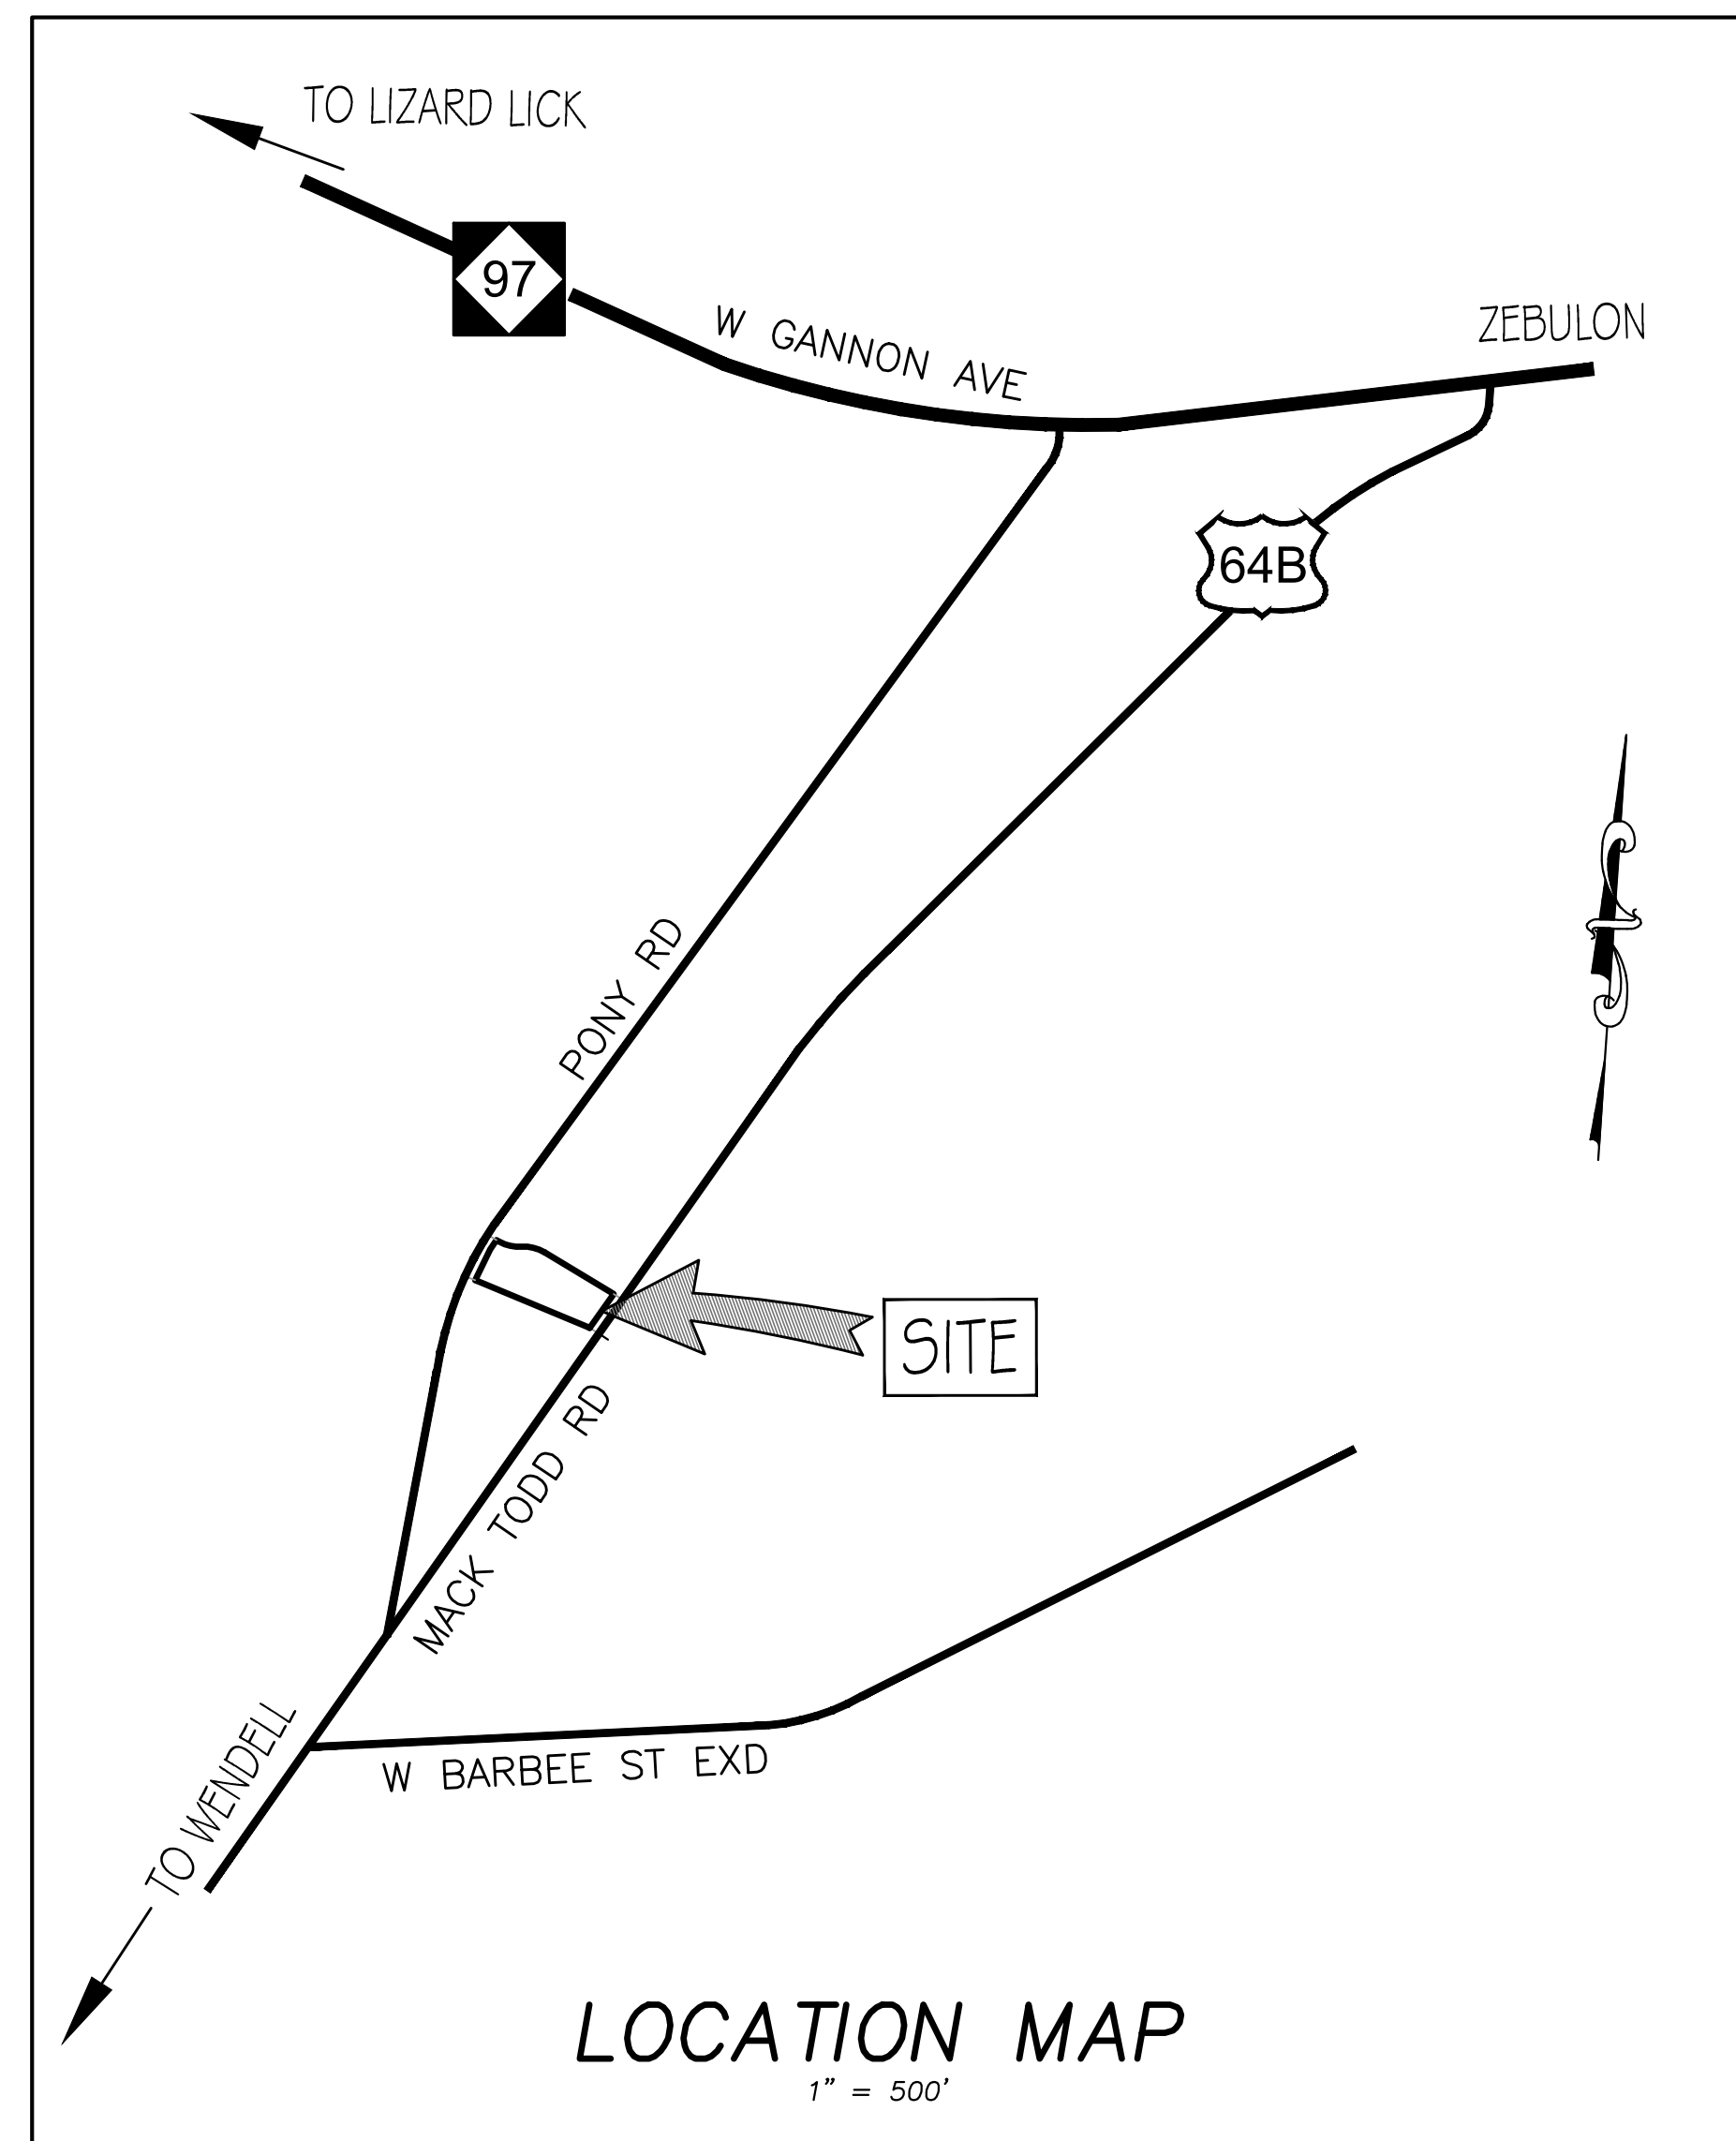 TO LIZARD LICK
97
W GANNON AVE
ZEBULON
64B
PONY RD
SITE
MACK TODD RD
W BARBEE ST EXD
TO WENDELL
LOCATION MAP
1" = 500'